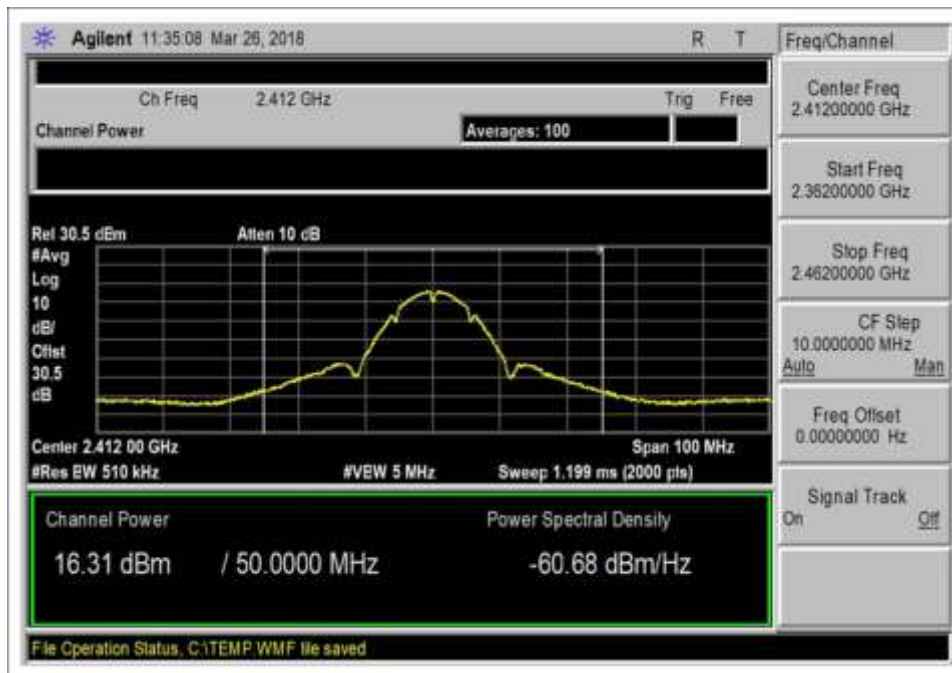 Agilent 11:35:08 Mar 26, 2018 R T
Freq/Channel
Ch Freq 2.412 GHz Trig Free
Channel Power Averages: 100
Center Freq
2.41200000 GHz
Start Freq
2.36200000 GHz
Stop Freq
2.46200000 GHz
CF Step
10.0000000 MHz
Auto Man
Freq Offset
0.00000000 Hz
Signal Track
On Off
Ref 30.5 dBm Atten 10 dB
#Avg
Log
10
dB/
Offst
30.5
dB
Center 2.412 00 GHz Span 100 MHz
#Res BW 510 kHz #VBW 5 MHz Sweep 1.199 ms (2000 pts)
Channel Power Power Spectral Density
16.31 dBm / 50.0000 MHz -60.68 dBm/Hz
File Operation Status, C:\TEMP.WMF file saved